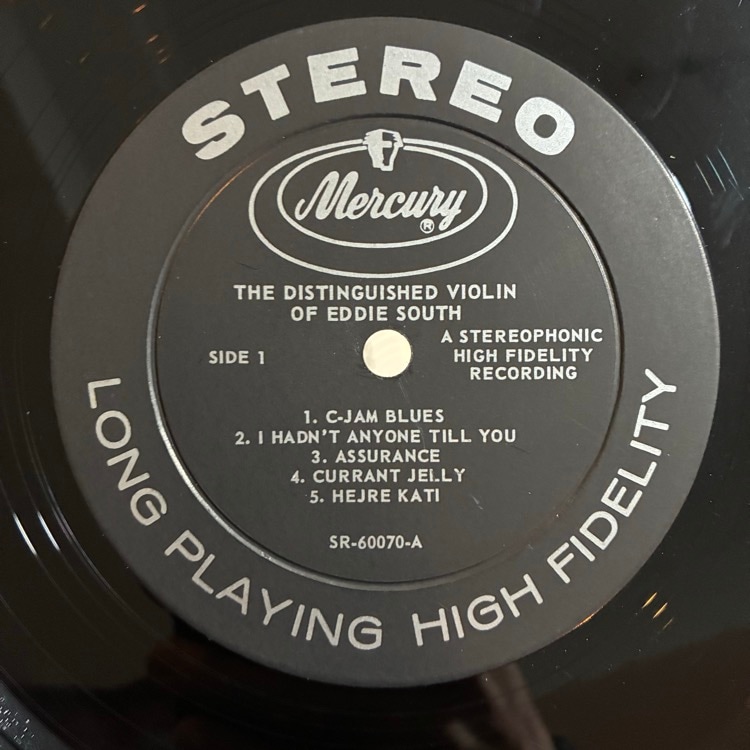 STEREO
Mercury
®
THE DISTINGUISHED VIOLIN
OF EDDIE SOUTH
SIDE 1
A STEREOPHONIC
HIGH FIDELITY
RECORDING
1. C-JAM BLUES
2. I HADN'T ANYONE TILL YOU
3. ASSURANCE
4. CURRANT JELLY
5. HEJRE KATI
SR-60070-A
LONG PLAYING HIGH FIDELITY